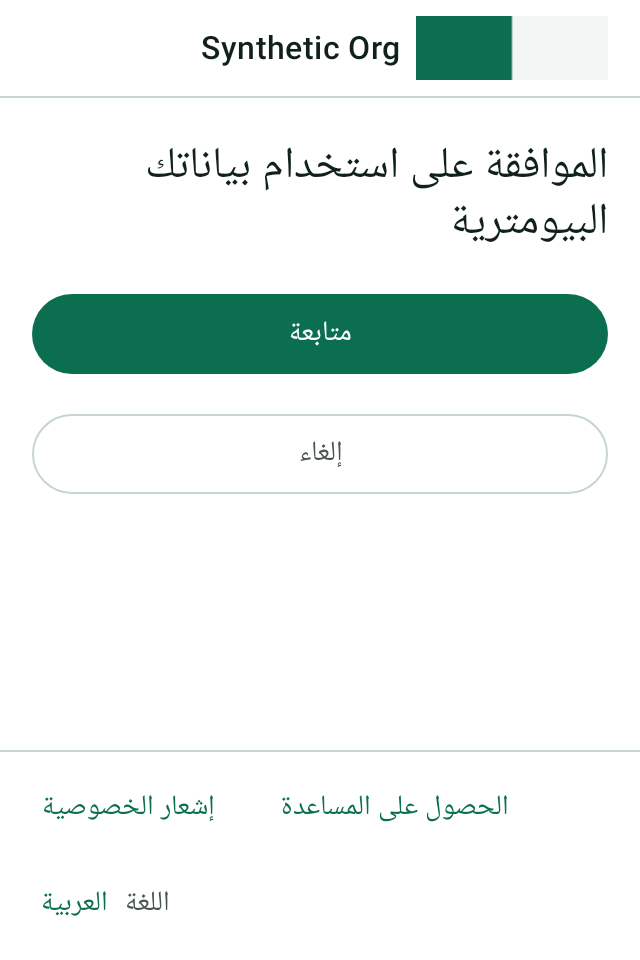 Synthetic Org
الموافقة على استخدام بياناتك
البيومترية
متابعة
إلغاء
الحصول على المساعدة
إشعار الخصوصية
اللغة العربية